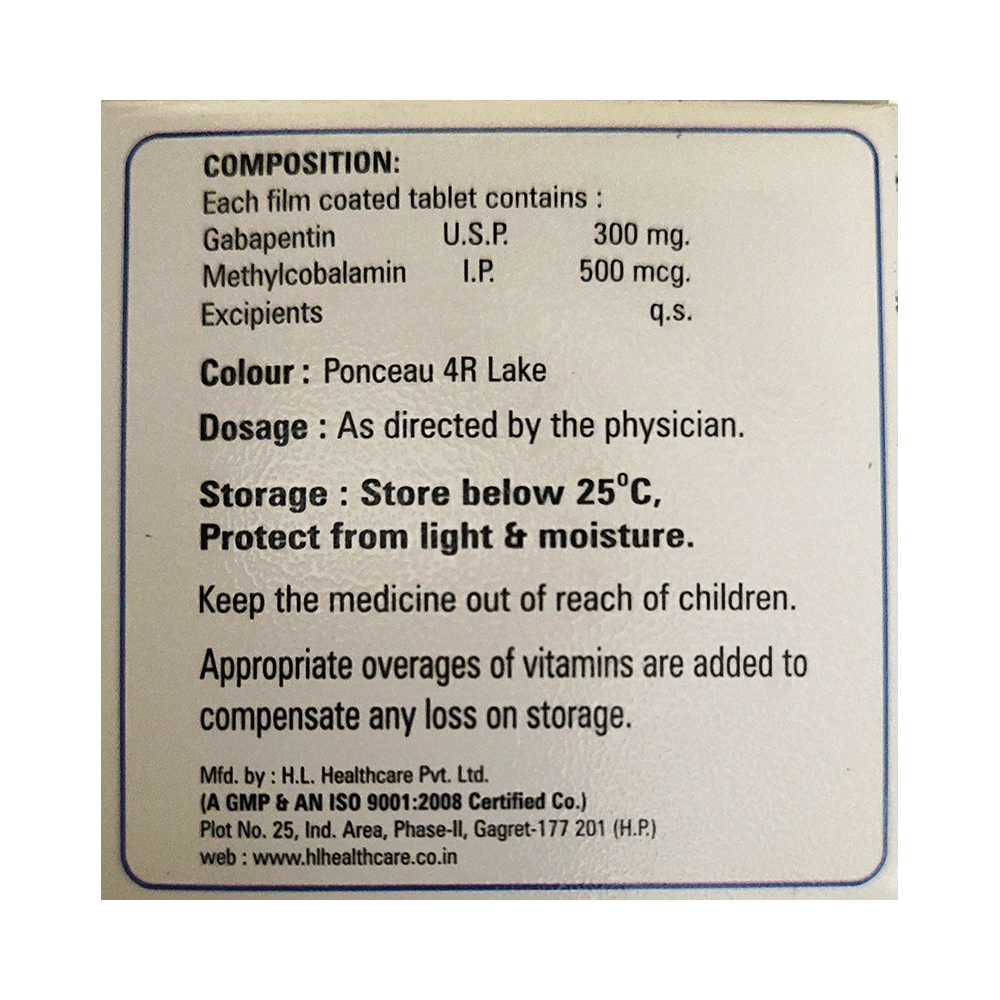 COMPOSITION:
Each film coated tablet contains :
Gabapentin U.S.P. 300 mg.
Methylcobalamin I.P. 500 mcg.
Excipients q.s.
Colour : Ponceau 4R Lake
Dosage : As directed by the physician.
Storage : Store below 25°C,
Protect from light & moisture.
Keep the medicine out of reach of children.
Appropriate overages of vitamins are added to
compensate any loss on storage.
Mfd. by : H.L. Healthcare Pvt. Ltd.
(A GMP & AN ISO 9001:2008 Certified Co.)
Plot No. 25, Ind. Area, Phase-II, Gagret-177 201 (H.P.)
web : www.hlhealthcare.co.in